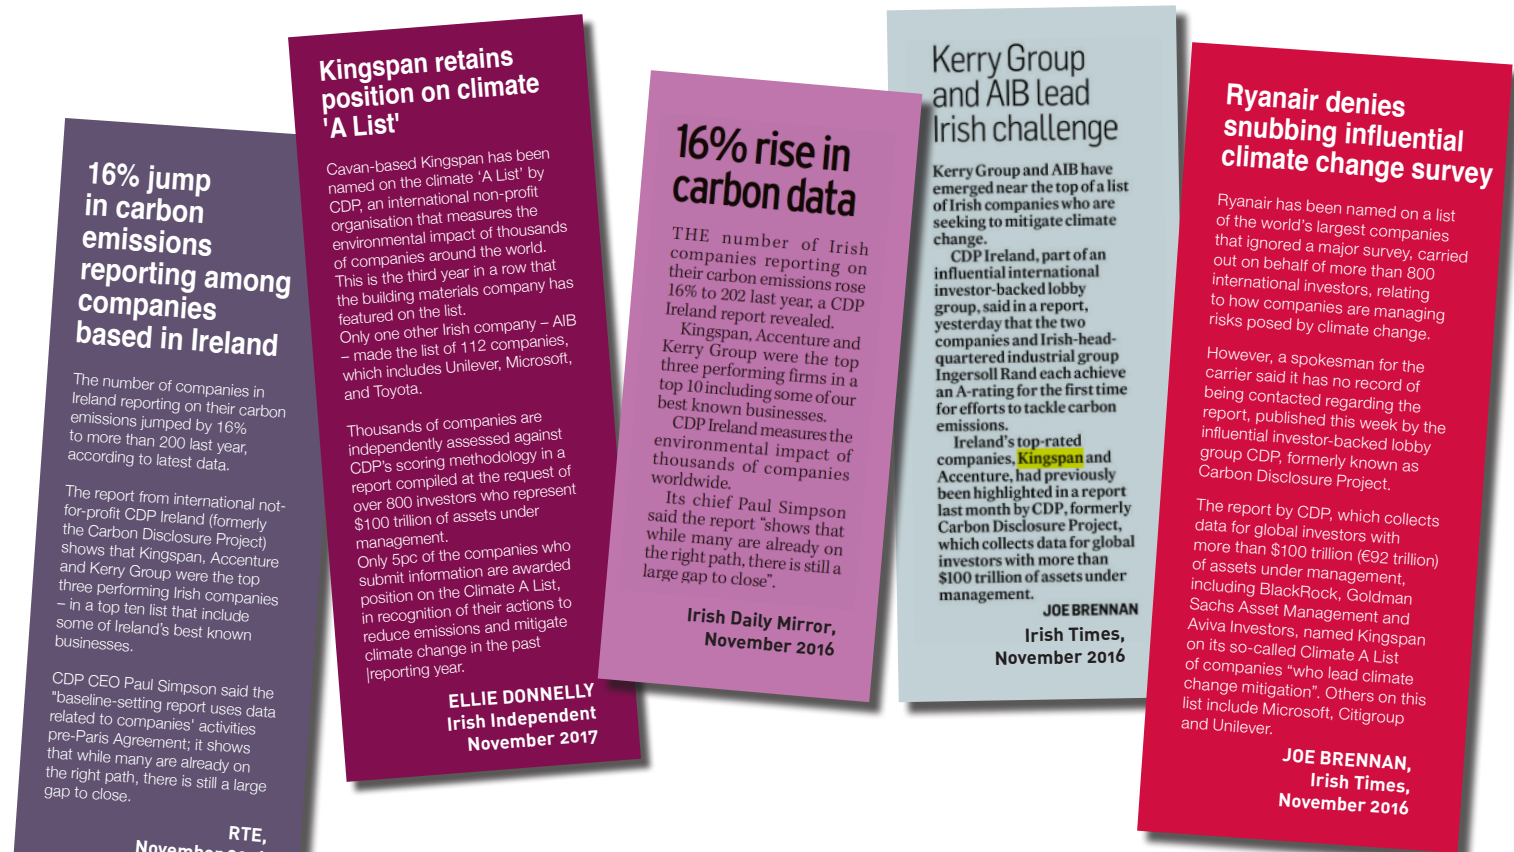 16% jump
in carbon
emissions
reporting among
companies
based in Ireland
The number of companies in
Ireland reporting on their carbon
emissions jumped by 16%
to more than 200 last year,
according to latest data.
The report from international not-
for-profit CDP Ireland (formerly
the Carbon Disclosure Project)
shows that Kingspan, Accenture
and Kerry Group were the top
three performing Irish companies
– in a top ten list that include
some of Ireland's best known
businesses.
CDP CEO Paul Simpson said the
"baseline-setting report uses data
related to companies' activities
pre-Paris Agreement; it shows
that while many are already on
the right path, there is still a large
gap to close.
RTE,
November
Kingspan retains
position on climate
'A List'
Cavan-based Kingspan has been
named on the climate ‘A List’ by
CDP, an international non-profit
organisation that measures the
environmental impact of thousands
of companies around the world.
This is the third year in a row that
the building materials company has
featured on the list.
Only one other Irish company – AIB
– made the list of 112 companies,
which includes Unilever, Microsoft,
and Toyota.
Thousands of companies are
independently assessed against
CDP's scoring methodology in a
report compiled at the request of
over 800 investors who represent
$100 trillion of assets under
management.
Only 5pc of the companies who
submit information are awarded
position on the Climate A List,
in recognition of their actions to
reduce emissions and mitigate
climate change in the past
|reporting year.
ELLIE DONNELLY
Irish Independent
November 2017
16% rise in
carbon data
THE number of Irish
companies reporting on
their carbon emissions rose
16% to 202 last year, a CDP
Ireland report revealed.
Kingspan, Accenture and
Kerry Group were the top
three performing firms in a
top 10 including some of our
best known businesses.
CDP Ireland measures the
environmental impact of
thousands of companies
worldwide.
Its chief Paul Simpson
said the report “shows that
while many are already on
the right path, there is still a
large gap to close”.
Irish Daily Mirror,
November 2016
Kerry Group
and AIB lead
Irish challenge
Kerry Group and AIB have
emerged near the top of a list
of Irish companies who are
seeking to mitigate climate
change.
CDP Ireland, part of an
influential international
investor-backed lobby
group, said in a report,
yesterday that the two
companies and Irish-head-
quartered industrial group
Ingersoll Rand each achieve
an A-rating for the first time
for efforts to tackle carbon
emissions.
Ireland's top-rated
companies, Kingspan and
Accenture, had previously
been highlighted in a report
last month by CDP, formerly
Carbon Disclosure Project,
which collects data for global
investors with more than
$100 trillion of assets under
management.
JOE BRENNAN
Irish Times,
November 2016
Ryanair denies
snubbing influential
climate change survey
Ryanair has been named on a list
of the world's largest companies
that ignored a major survey, carried
out on behalf of more than 800
international investors, relating
to how companies are managing
risks posed by climate change.
However, a spokesman for the
carrier said it has no record of
being contacted regarding the
report, published this week by the
influential investor-backed lobby
group CDP, formerly known as
Carbon Disclosure Project.
The report by CDP, which collects
data for global investors with
more than $100 trillion (€92 trillion)
of assets under management,
including BlackRock, Goldman
Sachs Asset Management and
Aviva Investors, named Kingspan
on its so-called Climate A List
of companies “who lead climate
change mitigation”. Others on this
list include Microsoft, Citigroup
and Unilever.
JOE BRENNAN,
Irish Times,
November 2016